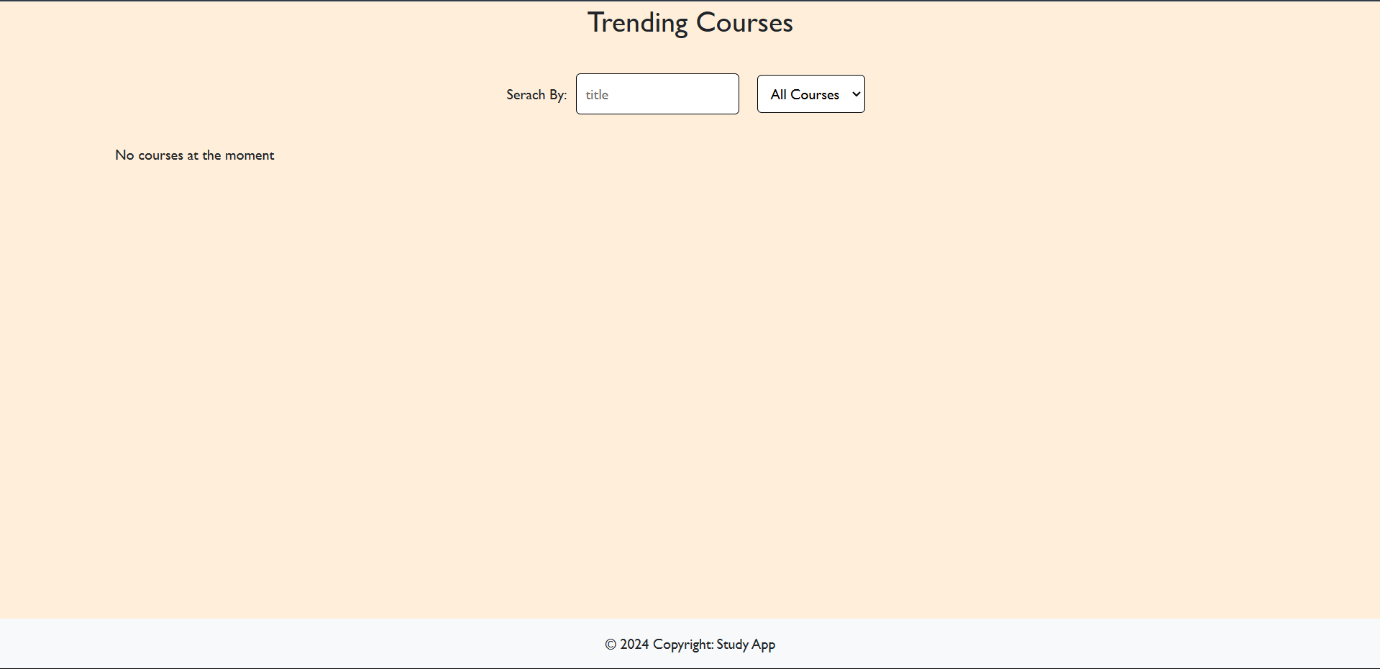 Trending Courses
Serach By: title All Courses
No courses at the moment
© 2024 Copyright: Study App